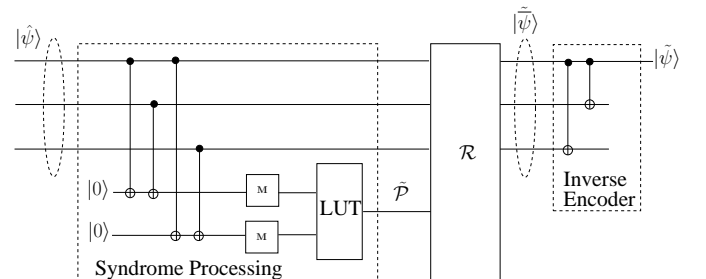 |ψ̂⟩
|ψ̄̃⟩
|ψ̃⟩
R
|0⟩
M
LUT
P̃
Inverse
Encoder
|0⟩
M
Syndrome Processing